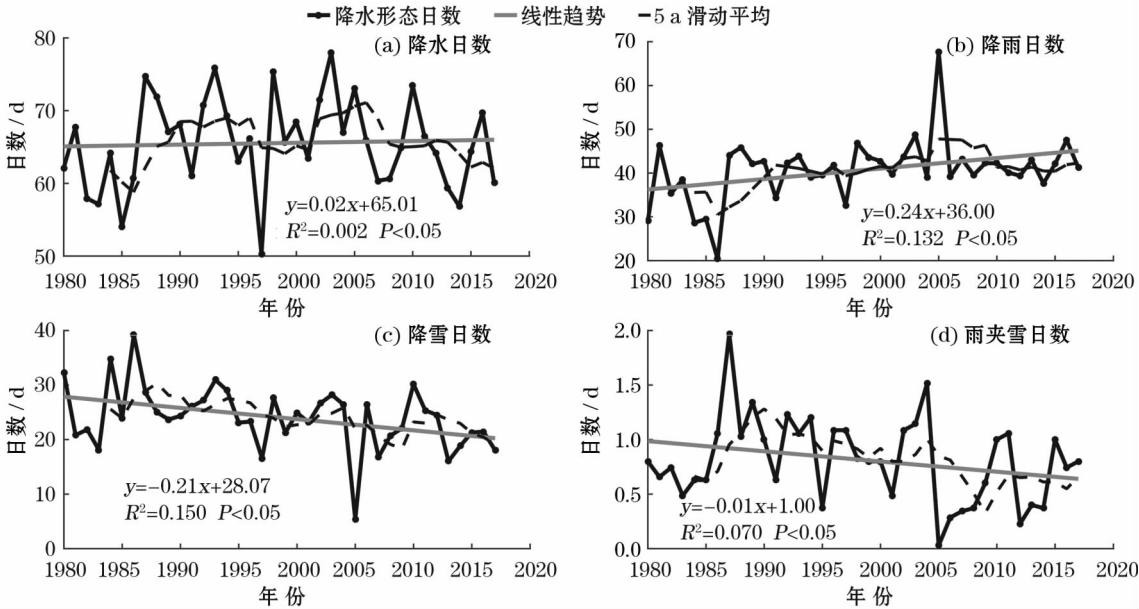 降水形态日数 线性趋势 5 a 滑动平均
(a) 降水日数
日数 / d
80
70
60
50
y=0.02x+65.01
R²=0.002 P<0.05
1980 1985 1990 1995 2000 2005 2010 2015 2020
年 份
(b) 降雨日数
日数 / d
70
60
50
40
30
20
y=0.24x+36.00
R²=0.132 P<0.05
1980 1985 1990 1995 2000 2005 2010 2015 2020
年 份
(c) 降雪日数
日数 / d
40
30
20
10
0
y=−0.21x+28.07
R²=0.150 P<0.05
1980 1985 1990 1995 2000 2005 2010 2015 2020
年 份
(d) 雨夹雪日数
日数 / d
2.0
1.5
1.0
0.5
0.0
y=−0.01x+1.00
R²=0.070 P<0.05
1980 1985 1990 1995 2000 2005 2010 2015 2020
年 份